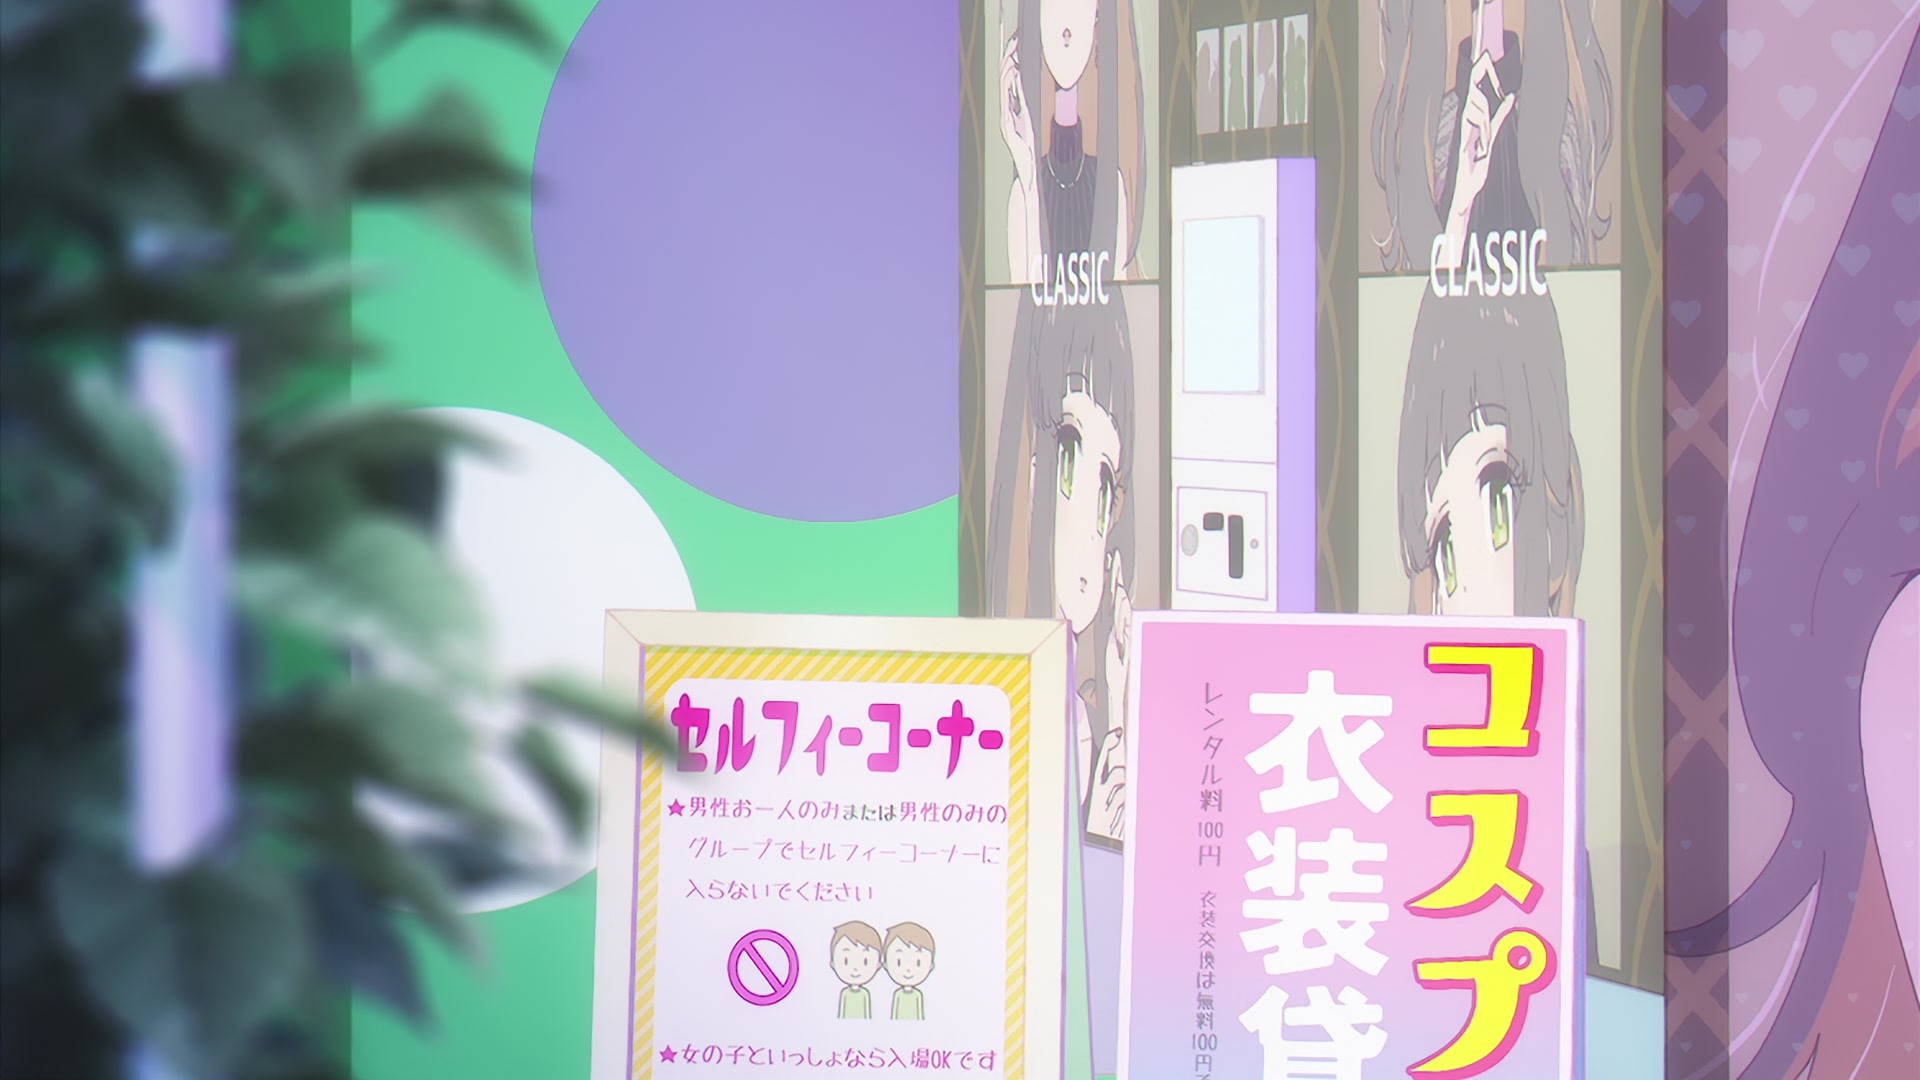 CLASSIC
CLASSIC
セルフィーコーナー
★男性お一人のみまたは男性のみの
グループでセルフィーコーナーに
入らないでください
★女の子といっしょなら入場OKです
コスプ
衣装貸
レンタル料100円 衣装交換は無料100円